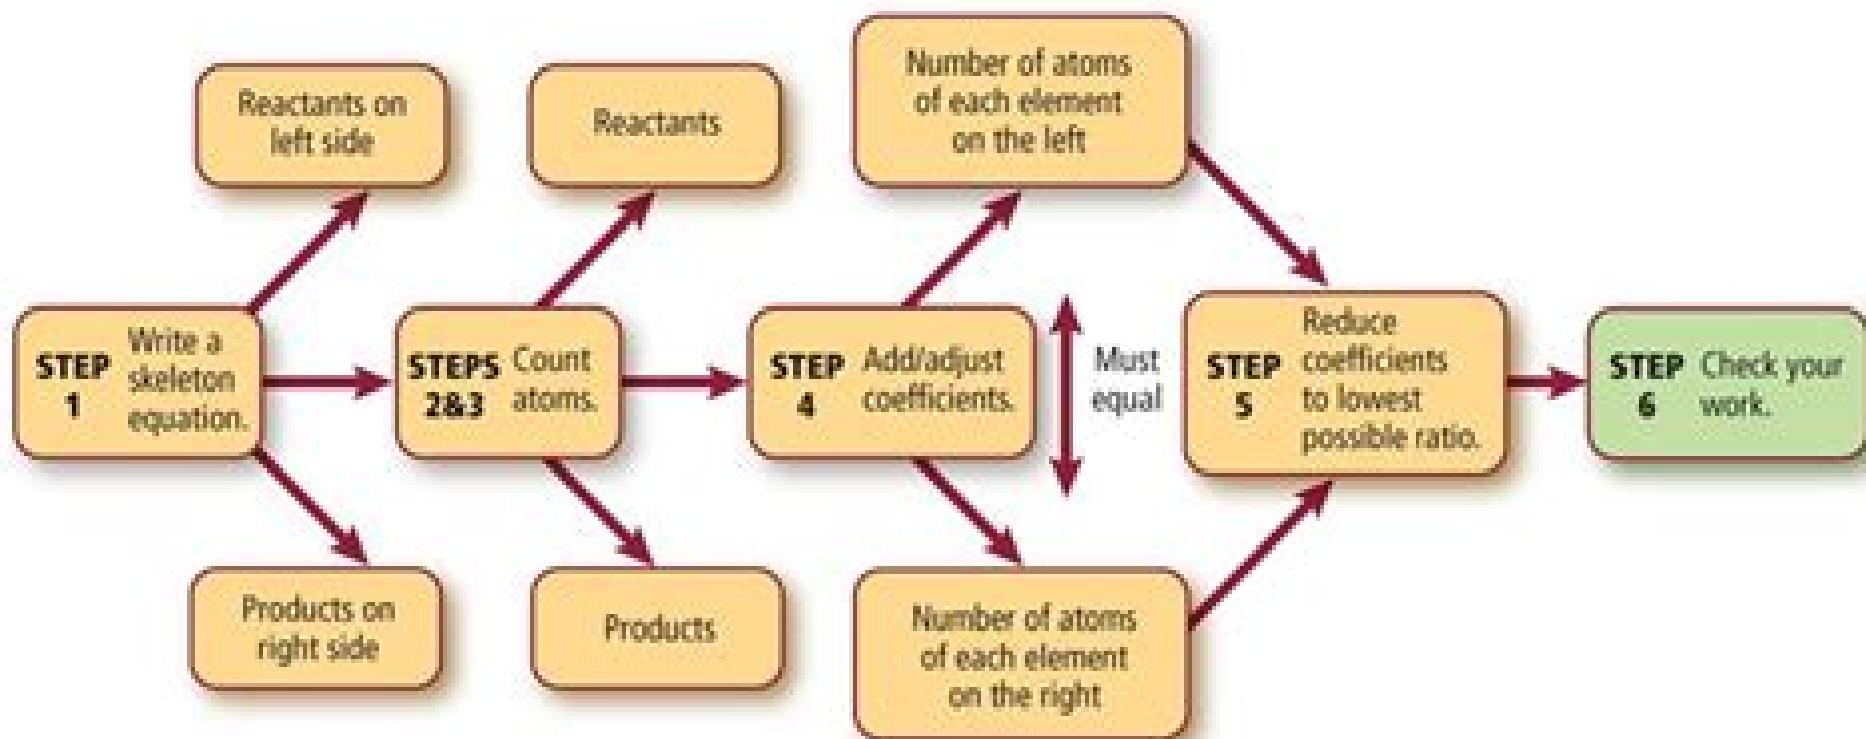 Reactants on
left side
Reactants
Number of atoms
of each element
on the left
STEP
1
Write a
skeleton
equation.
STEPS
2&3
Count
atoms.
STEP
4
Add/adjust
coefficients.
Must
equal
STEP
5
Reduce
coefficients
to lowest
possible ratio.
STEP
6
Check your
work.
Products on
right side
Products
Number of atoms
of each element
on the right